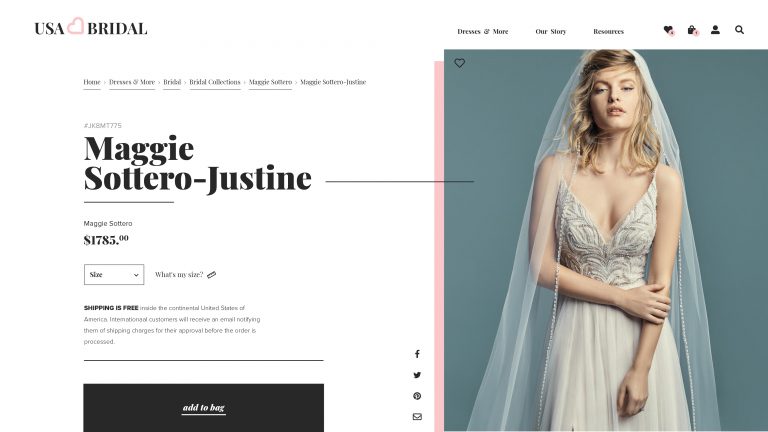 USA BRIDAL
Dresses & More Our Story Resources
Home > Dresses & More > Bridal > Bridal Collections > Maggie Sottero > Maggie Sottero-Justine
#JKBMT775
Maggie
Sottero-Justine
Maggie Sottero
$1785.00
Size What's my size?
SHIPPING IS FREE inside the continental United States of
America. Internationaal customers will receive an email notifying
them of shipping charges for their approval before the order is
processed.
add to bag